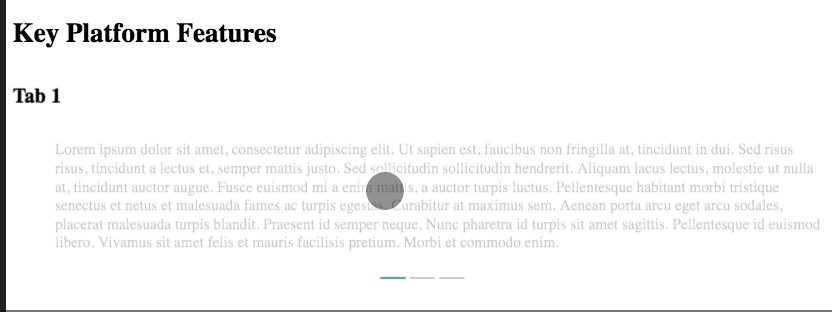 Key Platform Features
Tab 1
Lorem ipsum dolor sit amet, consectetur adipiscing elit. Ut sapien est, faucibus non fringilla at, tincidunt in dui. Sed risus
risus, tincidunt a lectus et, semper mattis justo. Sed sollicitudin sollicitudin hendrerit. Aliquam lacus lectus, molestie ut nulla
at, tincidunt auctor augue. Fusce euismod mi a enim mattis, a auctor turpis luctus. Pellentesque habitant morbi tristique
senectus et netus et malesuada fames ac turpis egestas. Curabitur at maximus sem. Aenean porta arcu eget arcu sodales,
placerat malesuada turpis blandit. Praesent id semper neque. Nunc pharetra id turpis sit amet sagittis. Pellentesque id euismod
libero. Vivamus sit amet felis et mauris facilisis pretium. Morbi et commodo enim.